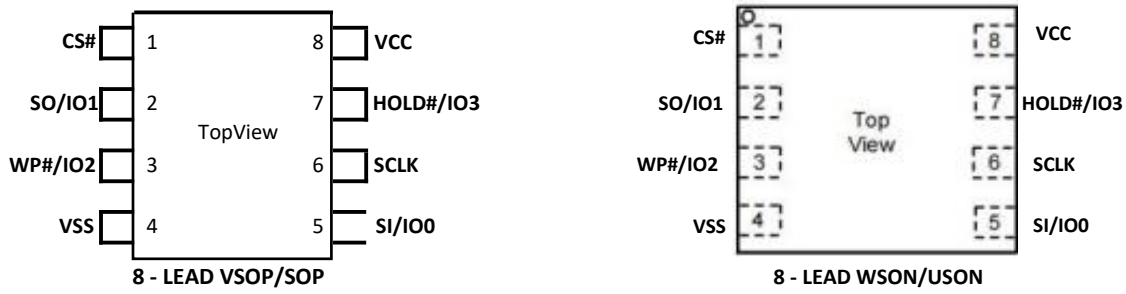 CS# 1 8 VCC
SO/IO1 2 7 HOLD#/IO3
TopView
WP#/IO2 3 6 SCLK
VSS 4 5 SI/IO0
8 - LEAD VSOP/SOP
CS# 1 8 VCC
SO/IO1 2 7 HOLD#/IO3
Top
View
WP#/IO2 3 6 SCLK
VSS 4 5 SI/IO0
8 - LEAD WSON/USON